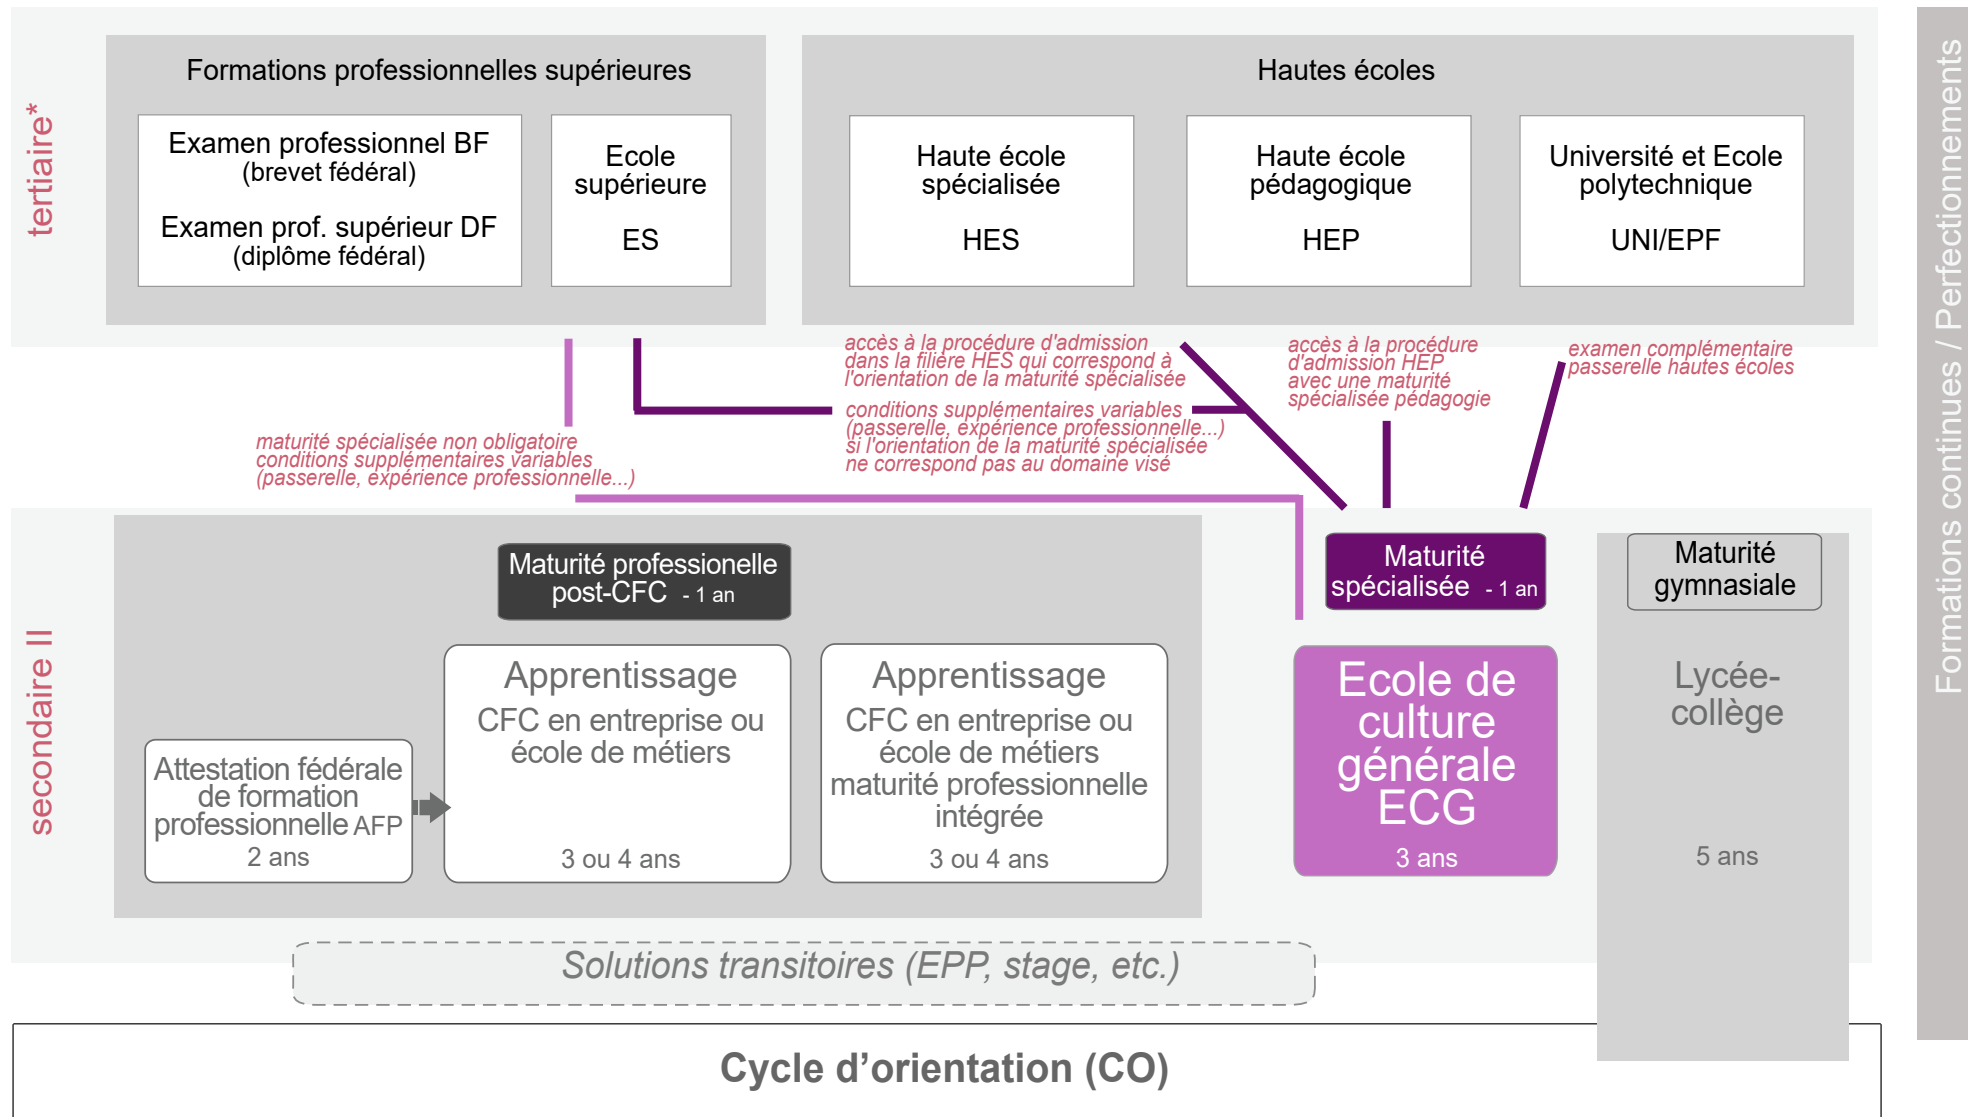 Formations professionnelles supérieures
Examen professionnel BF
(brevet fédéral)
Examen prof. supérieur DF
(diplôme fédéral)
Ecole
supérieure
ES
Hautes écoles
Haute école
spécialisée
HES
Haute école
pédagogique
HEP
Université et Ecole
polytechnique
UNI/EPF
tertiaire*
Formations continues / Perfectionnements
accès à la procédure d'admission
dans la filière HES qui correspond à
l'orientation de la maturité spécialisée
conditions supplémentaires variables
(passerelle, expérience professionnelle...)
si l'orientation de la maturité spécialisée
ne correspond pas au domaine visé
accès à la procédure
d'admission HEP
avec une maturité
spécialisée pédagogie
examen complémentaire
passerelle hautes écoles
maturité spécialisée non obligatoire
conditions supplémentaires variables
(passerelle, expérience professionnelle...)
secondaire II
Maturité professionelle
post-CFC - 1 an
Maturité
spécialisée - 1 an
Maturité
gymnasiale
Attestation fédérale
de formation
professionnelle AFP
2 ans
Apprentissage
CFC en entreprise ou
école de métiers
3 ou 4 ans
Apprentissage
CFC en entreprise ou
école de métiers
maturité professionnelle
intégrée
3 ou 4 ans
Ecole de
culture
générale
ECG
3 ans
Lycée-
collège
5 ans
Solutions transitoires (EPP, stage, etc.)
Cycle d’orientation (CO)